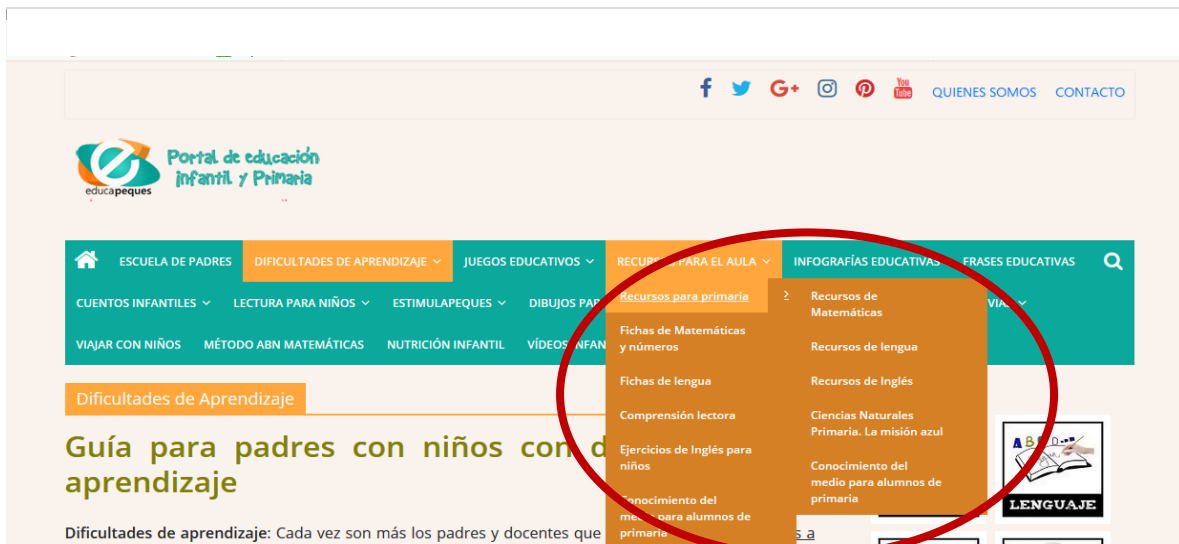 You
Tube
QUIENES SOMOS CONTACTO
Portal de educación
infantil y Primaria
educapeques
ESCUELA DE PADRES DIFICULTADES DE APRENDIZAJE JUEGOS EDUCATIVOS RECURSOS PARA EL AULA INFOGRAFÍAS EDUCATIVAS FRASES EDUCATIVAS
CUENTOS INFANTILES LECTURA PARA NIÑOS ESTIMULAPEQUES DIBUJOS PAR
VIAJAR CON NIÑOS MÉTODO ABN MATEMÁTICAS NUTRICIÓN INFANTIL VÍDEOS INFAN
Recursos para primaria
Fichas de Matemáticas
y números
Fichas de lengua
Comprensión lectora
Ejercicios de Inglés para
niños
Conocimiento del
medio para alumnos de
primaria
Recursos de
Matemáticas
Recursos de lengua
Recursos de Inglés
Ciencias Naturales
Primaria. La misión azul
Conocimiento del
medio para alumnos de
primaria
Dificultades de Aprendizaje
Guía para padres con niños con d
aprendizaje
Dificultades de aprendizaje: Cada vez son más los padres y docentes que
s a
LENGUAJE